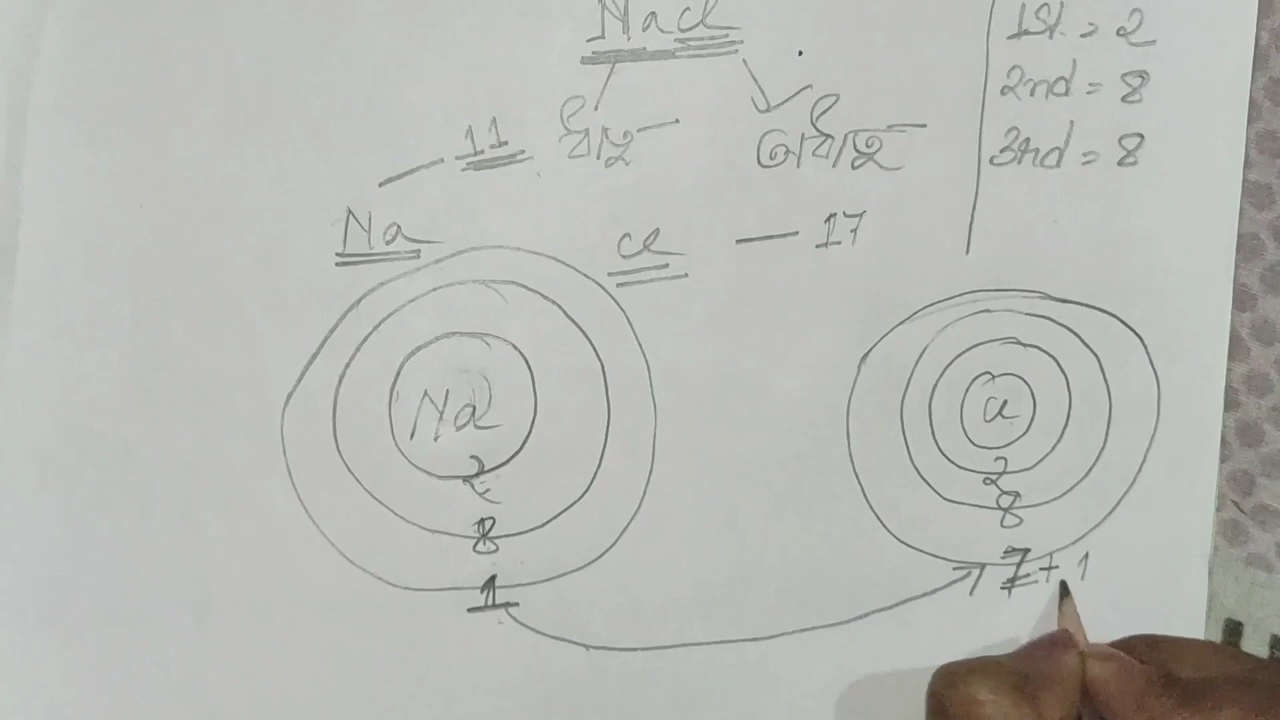 Nacl
11 ধাতু
অধাতু
Na
cl — 17
1st = 2
2nd = 8
3rd = 8
Na
2
8
1
cl
2
8
7+1